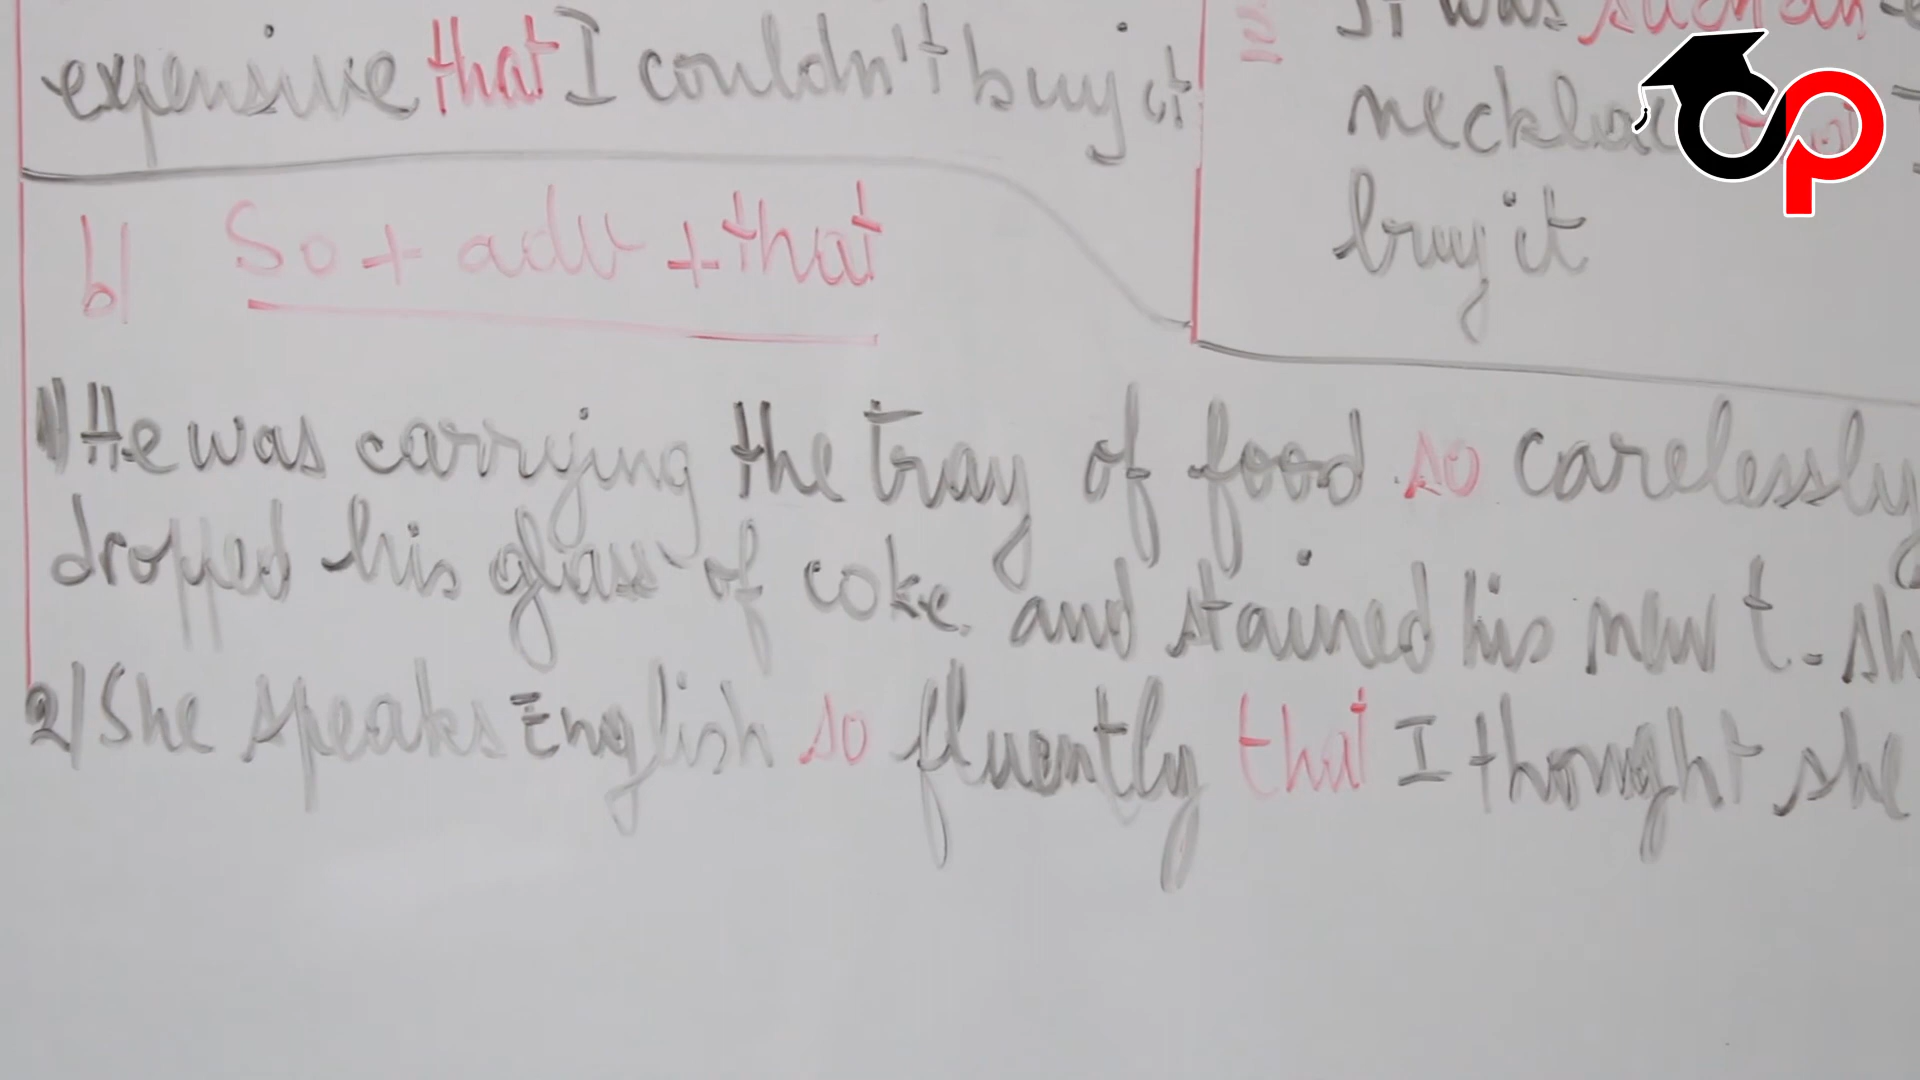 expensive that I couldn't buy it
It was such an
necklace
buy it
b/ So + adv + that
1/ He was carrying the tray of food so carelessly
dropped his glass of coke. and stained his new t. sh
2/ She speaks English so fluently that I thought she